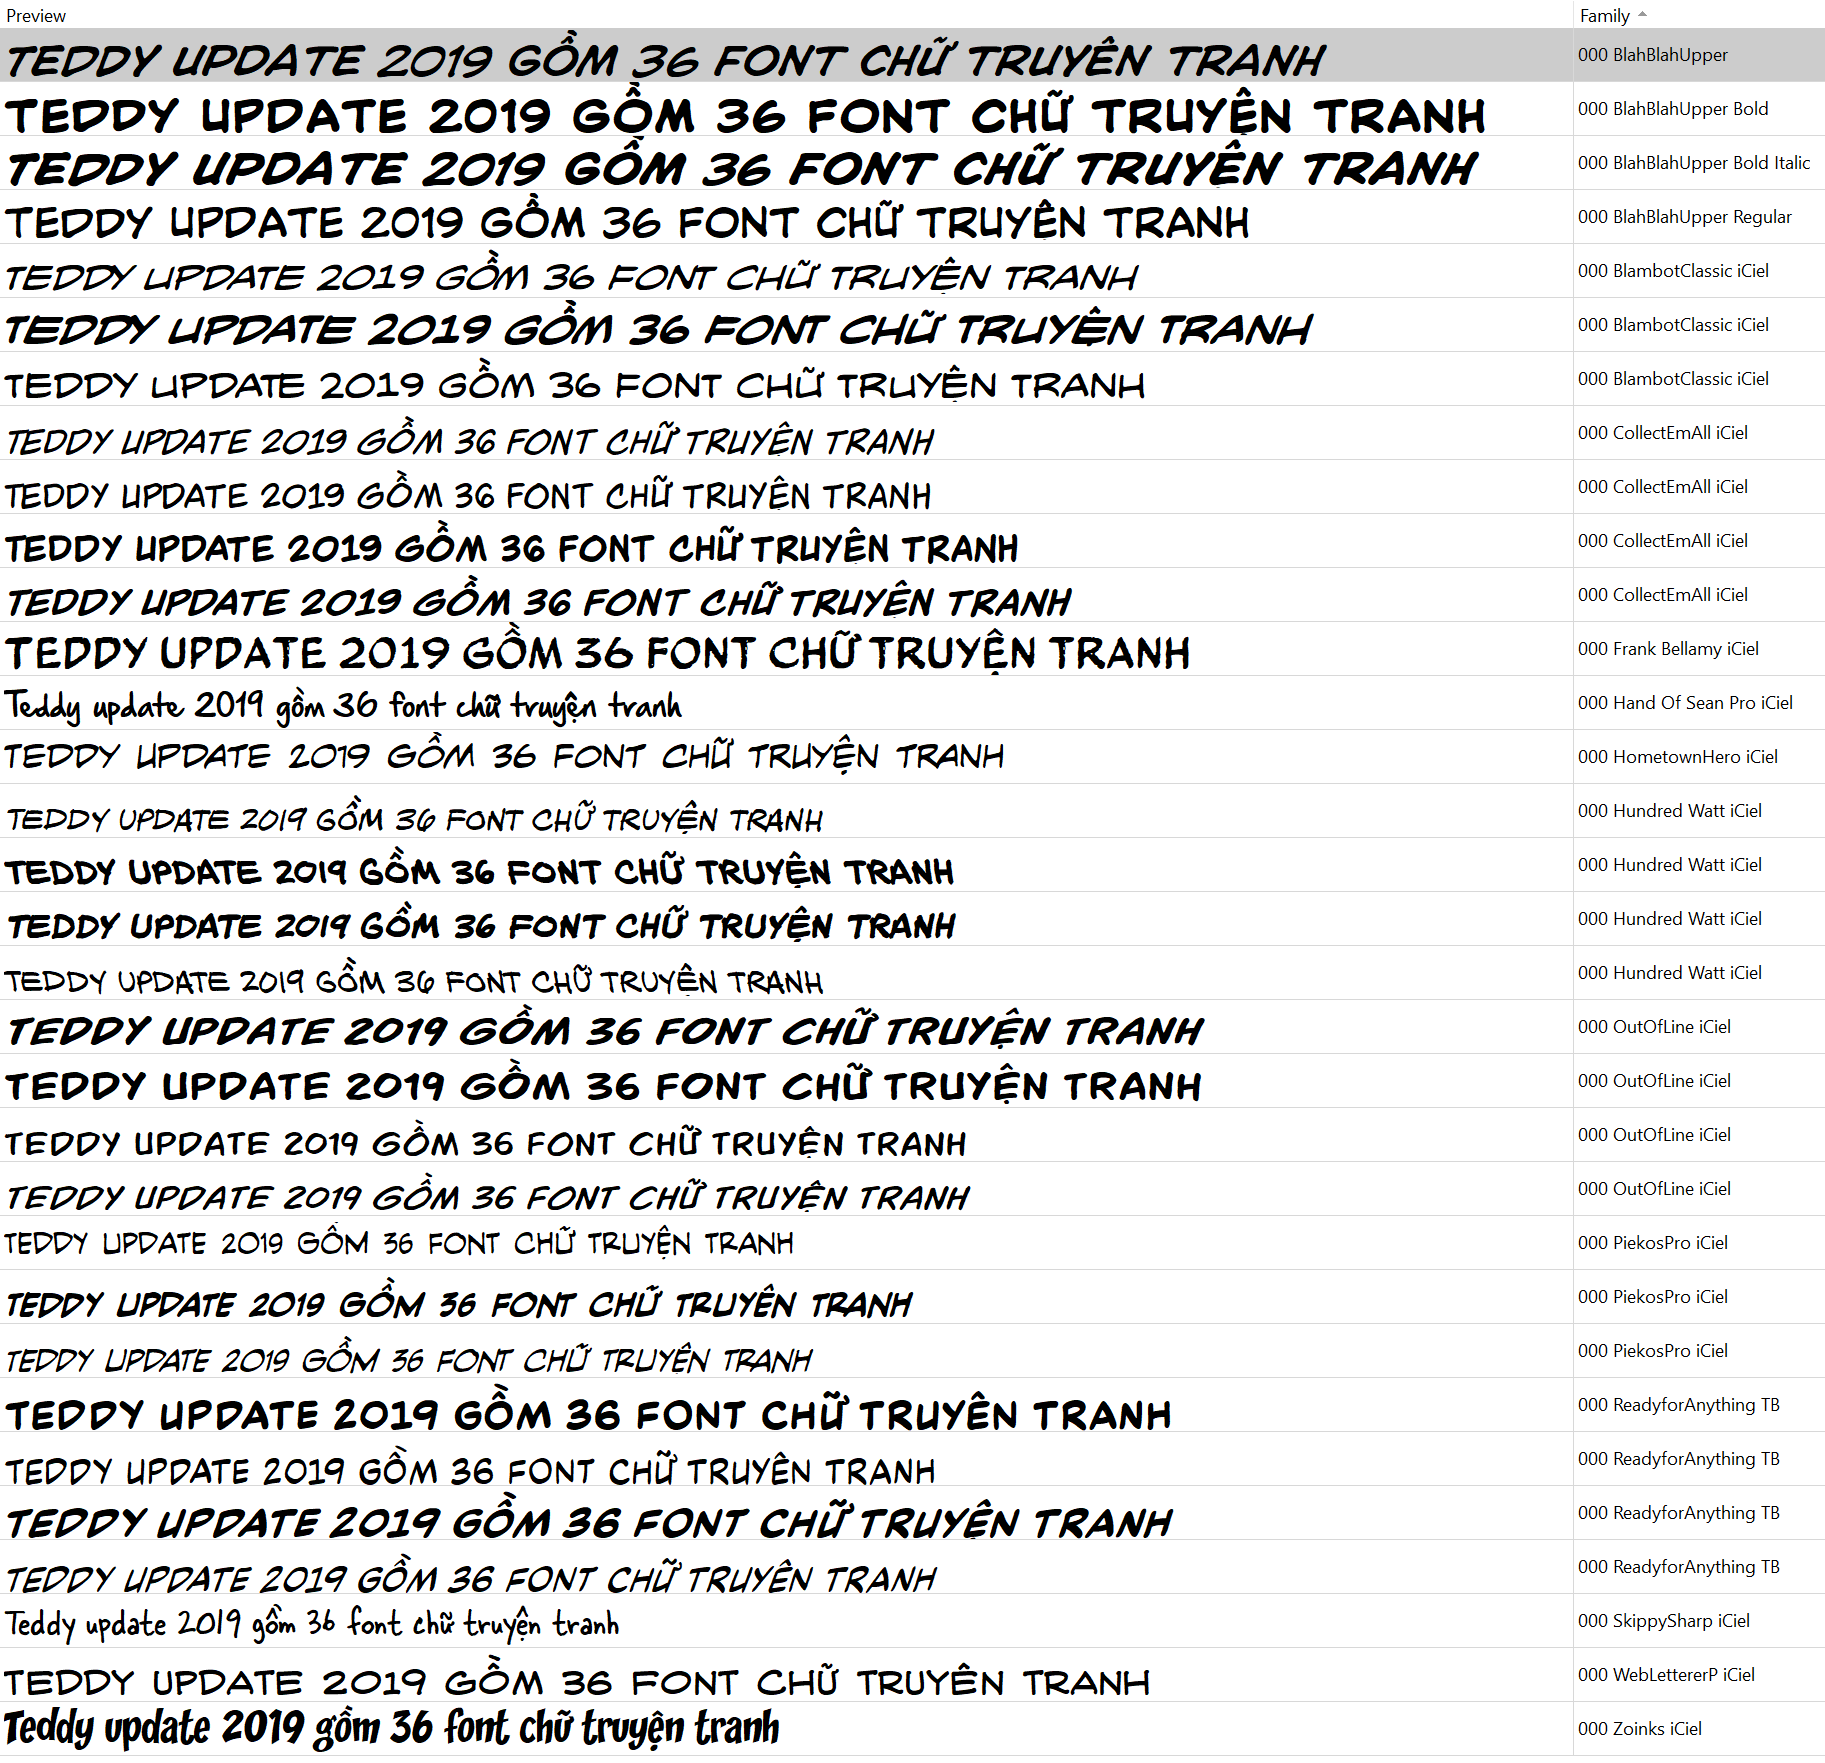 Preview Family
TEDDY UPDATE 2019 GỒM 36 FONT CHỮ TRUYỆN TRANH 000 BlahBlahUpper
TEDDY UPDATE 2019 GỒM 36 FONT CHỮ TRUYỆN TRANH 000 BlahBlahUpper Bold
TEDDY UPDATE 2019 GỒM 36 FONT CHỮ TRUYỆN TRANH 000 BlahBlahUpper Bold Italic
TEDDY UPDATE 2019 GỒM 36 FONT CHỮ TRUYỆN TRANH 000 BlahBlahUpper Regular
TEDDY UPDATE 2019 GỒM 36 FONT CHỮ TRUYỆN TRANH 000 BlambotClassic iCiel
TEDDY UPDATE 2019 GỒM 36 FONT CHỮ TRUYỆN TRANH 000 BlambotClassic iCiel
TEDDY UPDATE 2019 GỒM 36 FONT CHỮ TRUYỆN TRANH 000 BlambotClassic iCiel
TEDDY UPDATE 2019 GỒM 36 FONT CHỮ TRUYỆN TRANH 000 CollectEmAll iCiel
TEDDY UPDATE 2019 GỒM 36 FONT CHỮ TRUYỆN TRANH 000 CollectEmAll iCiel
TEDDY UPDATE 2019 GỒM 36 FONT CHỮ TRUYỆN TRANH 000 CollectEmAll iCiel
TEDDY UPDATE 2019 GỒM 36 FONT CHỮ TRUYỆN TRANH 000 CollectEmAll iCiel
TEDDY UPDATE 2019 GỒM 36 FONT CHỮ TRUYỆN TRANH 000 Frank Bellamy iCiel
Teddy update 2019 gồm 36 font chữ truyện tranh 000 Hand Of Sean Pro iCiel
TEDDY UPDATE 2019 GỒM 36 FONT CHỮ TRUYỆN TRANH 000 HometownHero iCiel
TEDDY UPDATE 2019 GỒM 36 FONT CHỮ TRUYỆN TRANH 000 Hundred Watt iCiel
TEDDY UPDATE 2019 GỒM 36 FONT CHỮ TRUYỆN TRANH 000 Hundred Watt iCiel
TEDDY UPDATE 2019 GỒM 36 FONT CHỮ TRUYỆN TRANH 000 Hundred Watt iCiel
TEDDY UPDATE 2019 GỒM 36 FONT CHỮ TRUYỆN TRANH 000 Hundred Watt iCiel
TEDDY UPDATE 2019 GỒM 36 FONT CHỮ TRUYỆN TRANH 000 OutOfLine iCiel
TEDDY UPDATE 2019 GỒM 36 FONT CHỮ TRUYỆN TRANH 000 OutOfLine iCiel
TEDDY UPDATE 2019 GỒM 36 FONT CHỮ TRUYỆN TRANH 000 OutOfLine iCiel
TEDDY UPDATE 2019 GỒM 36 FONT CHỮ TRUYỆN TRANH 000 OutOfLine iCiel
TEDDY UPDATE 2019 GỒM 36 FONT CHỮ TRUYỆN TRANH 000 PiekosPro iCiel
TEDDY UPDATE 2019 GỒM 36 FONT CHỮ TRUYỆN TRANH 000 PiekosPro iCiel
TEDDY UPDATE 2019 GỒM 36 FONT CHỮ TRUYỆN TRANH 000 PiekosPro iCiel
TEDDY UPDATE 2019 GỒM 36 FONT CHỮ TRUYỆN TRANH 000 ReadyforAnything TB
TEDDY UPDATE 2019 GỒM 36 FONT CHỮ TRUYỆN TRANH 000 ReadyforAnything TB
TEDDY UPDATE 2019 GỒM 36 FONT CHỮ TRUYỆN TRANH 000 ReadyforAnything TB
TEDDY UPDATE 2019 GỒM 36 FONT CHỮ TRUYỆN TRANH 000 ReadyforAnything TB
Teddy update 2019 gồm 36 font chữ truyện tranh 000 SkippySharp iCiel
TEDDY UPDATE 2019 GỒM 36 FONT CHỮ TRUYỆN TRANH 000 WebLettererP iCiel
Teddy update 2019 gồm 36 font chữ truyện tranh 000 Zoinks iCiel